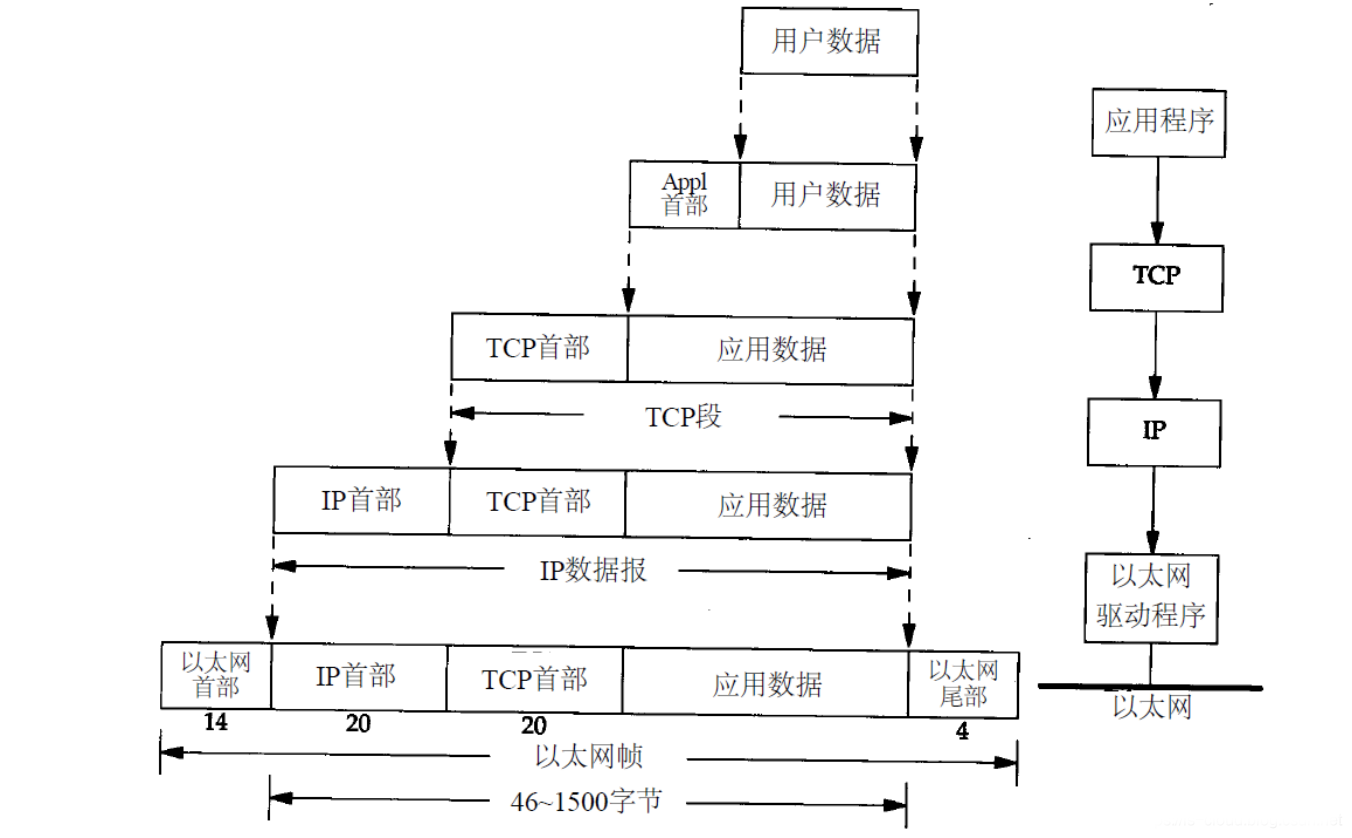 用户数据
应用程序
Appl
首部
用户数据
TCP
TCP首部
应用数据
TCP段
IP
IP首部
TCP首部
应用数据
IP数据报
以太网
驱动程序
以太网
首部
IP首部
TCP首部
应用数据
以太网
尾部
以太网
14
20
20
4
以太网帧
46~1500字节